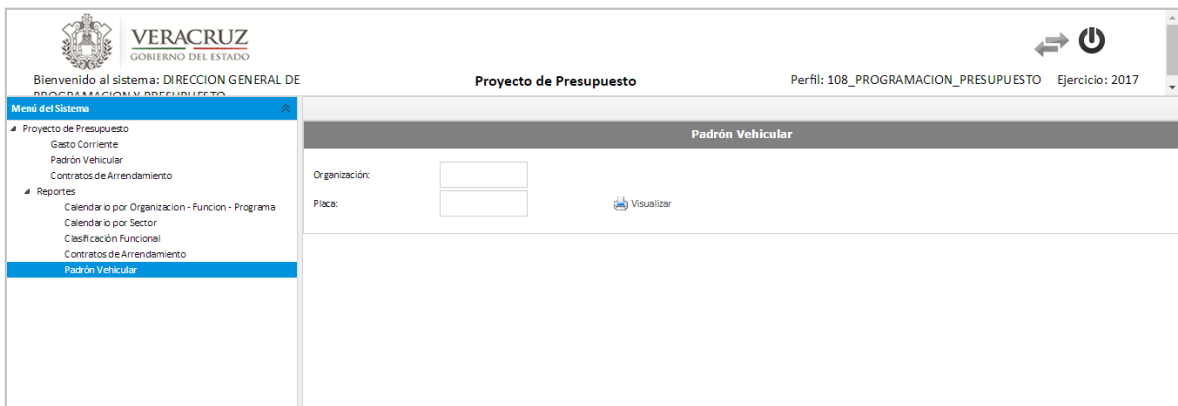 VERACRUZ
GOBIERNO DEL ESTADO
Bienvenido al sistema: DIRECCION GENERAL DE
PROGRAMACION Y PRESUPUESTO
Proyecto de Presupuesto
Perfil: 108_PROGRAMACION_PRESUPUESTO Ejercicio: 2017
Menú del Sistema
Proyecto de Presupuesto
Gasto Corriente
Padrón Vehicular
Contratos de Arrendamiento
Reportes
Calendario por Organizacion - Funcion - Programa
Calendario por Sector
Clasificación Funcional
Contratos de Arrendamiento
Padrón Vehicular
Padrón Vehicular
Organización:
Placa:
Visualizar